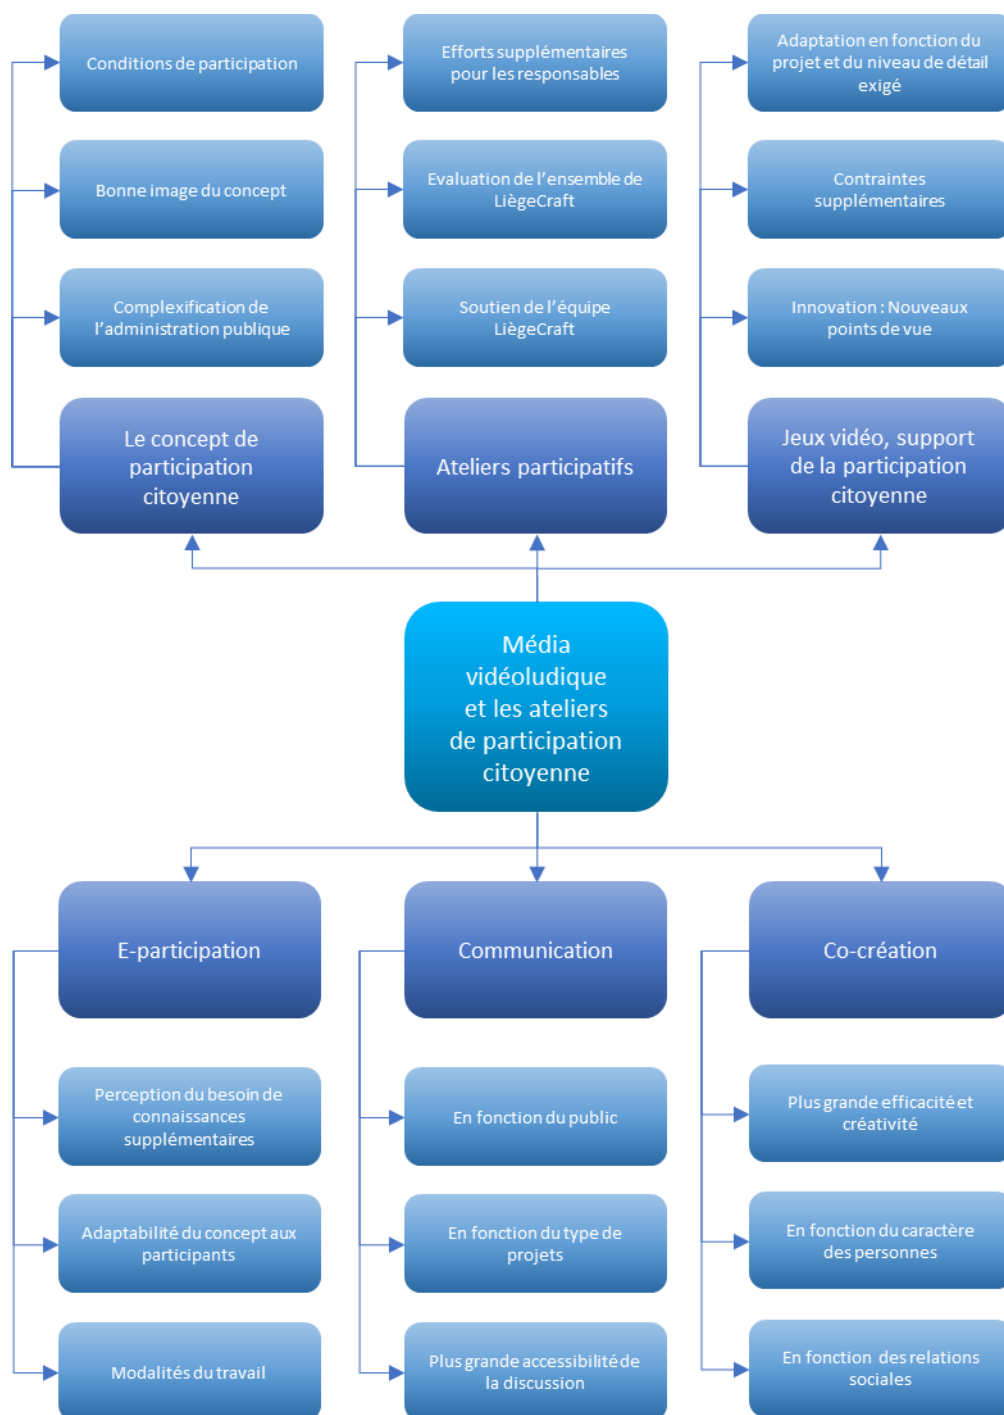 Conditions de participation
Efforts supplémentaires
pour les responsables
Adaptation en fonction du
projet et du niveau de détail
exigé
Bonne image du concept
Evaluation de l'ensemble de
LiègeCraft
Contraintes
supplémentaires
Complexification de
l'administration publique
Soutien de l'équipe
LiègeCraft
Innovation : Nouveaux
points de vue
Le concept de
participation
citoyenne
Ateliers participatifs
Jeux vidéo, support
de la participation
citoyenne
Média
vidéoludique
et les ateliers
de participation
citoyenne
E-participation
Communication
Co-création
Perception du besoin de
connaissances
supplémentaires
En fonction du public
Plus grande efficacité et
créativité
Adaptabilité du concept aux
participants
En fonction du type de
projets
En fonction du caractère
des personnes
Modalités du travail
Plus grande accessibilité de
la discussion
En fonction des relations
sociales